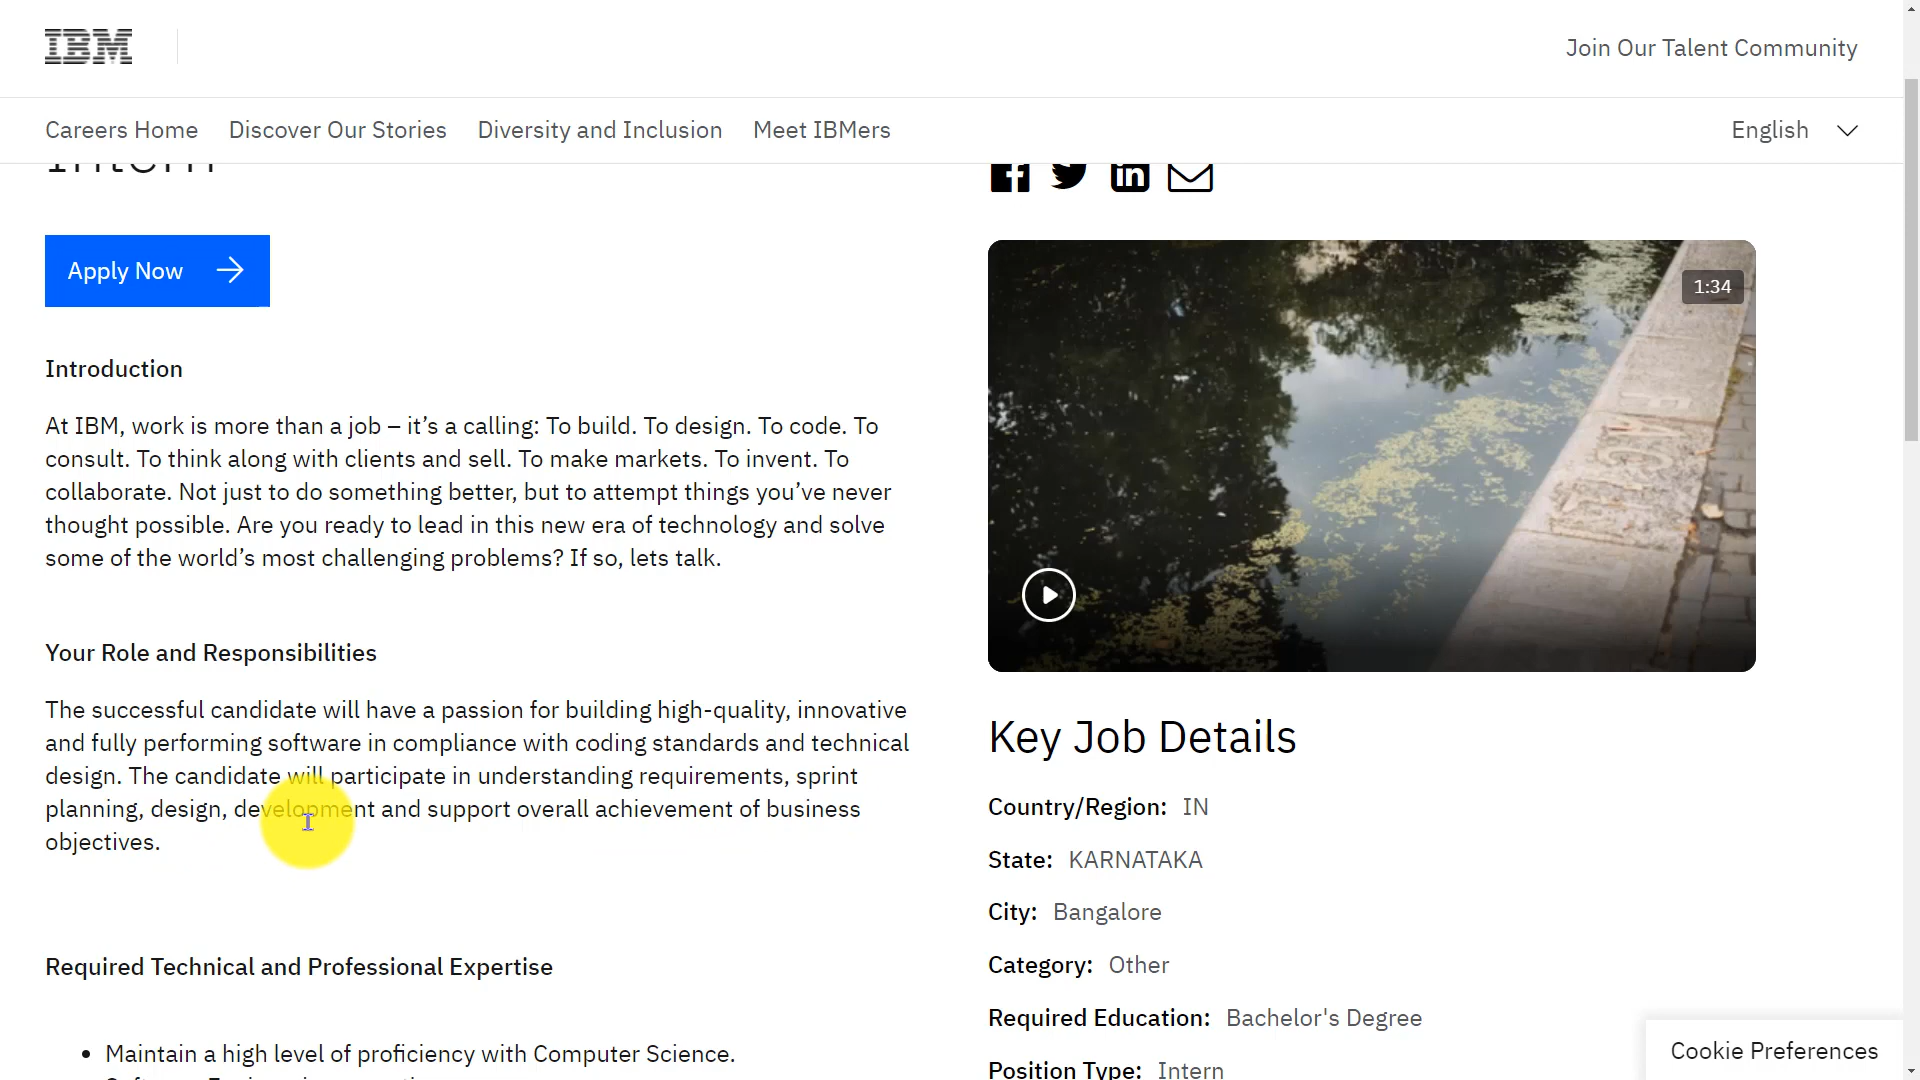 IBM
Join Our Talent Community
Careers Home Discover Our Stories Diversity and Inclusion Meet IBMers English
Intern
Apply Now
1:34
Introduction
At IBM, work is more than a job – it’s a calling: To build. To design. To code. To
consult. To think along with clients and sell. To make markets. To invent. To
collaborate. Not just to do something better, but to attempt things you’ve never
thought possible. Are you ready to lead in this new era of technology and solve
some of the world’s most challenging problems? If so, lets talk.
Your Role and Responsibilities
The successful candidate will have a passion for building high-quality, innovative
and fully performing software in compliance with coding standards and technical
design. The candidate will participate in understanding requirements, sprint
planning, design, development and support overall achievement of business
objectives.
Required Technical and Professional Expertise
Maintain a high level of proficiency with Computer Science.
Key Job Details
Country/Region: IN
State: KARNATAKA
City: Bangalore
Category: Other
Required Education: Bachelor's Degree
Position Type: Intern
Cookie Preferences